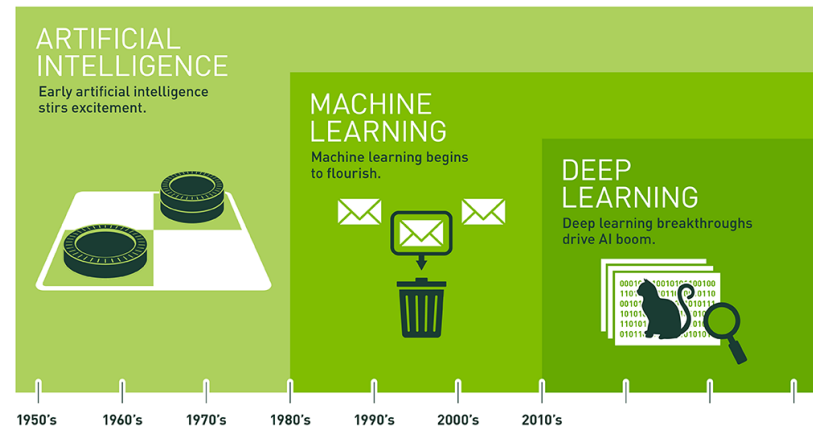 ARTIFICIAL
INTELLIGENCE
Early artificial intelligence
stirs excitement.
MACHINE
LEARNING
Machine learning begins
to flourish.
DEEP
LEARNING
Deep learning breakthroughs
drive AI boom.
1950's
1960's
1970's
1980's
1990's
2000's
2010's